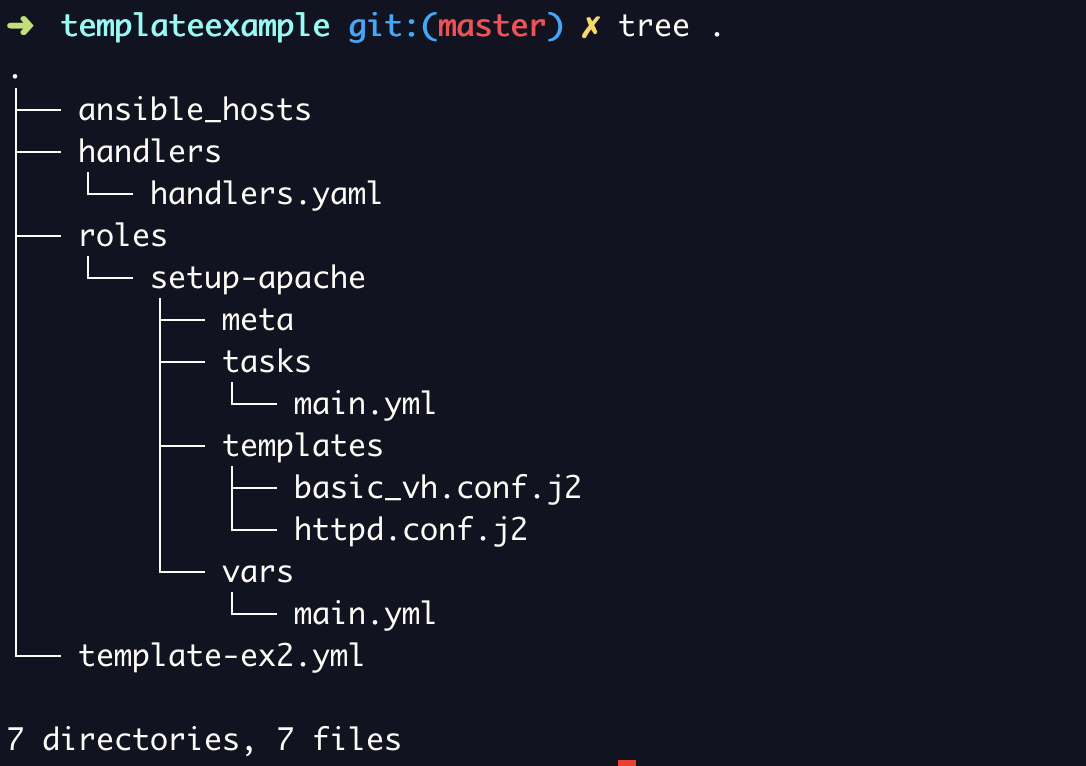 ➜ templateexample git:(master) ✗ tree .
.
├── ansible_hosts
├── handlers
│   └── handlers.yaml
├── roles
│   └── setup-apache
│       ├── meta
│       ├── tasks
│       │   └── main.yml
│       ├── templates
│       │   ├── basic_vh.conf.j2
│       │   └── httpd.conf.j2
│       └── vars
│           └── main.yml
└── template-ex2.yml
7 directories, 7 files